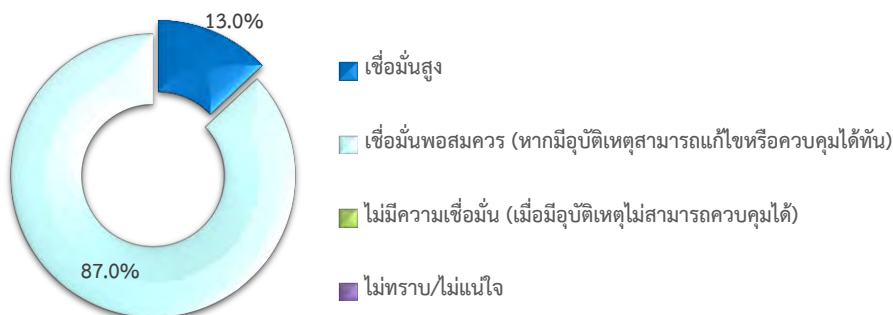 13.0%
เชื่อมั่นสูง
เชื่อมั่นพอสมควร (หากมีอุบัติเหตุสามารถแก้ไขหรือควบคุมได้ทัน)
ไม่มีความเชื่อมั่น (เมื่อมีอุบัติเหตุไม่สามารถควบคุมได้)
87.0%
ไม่ทราบ/ไม่แน่ใจ